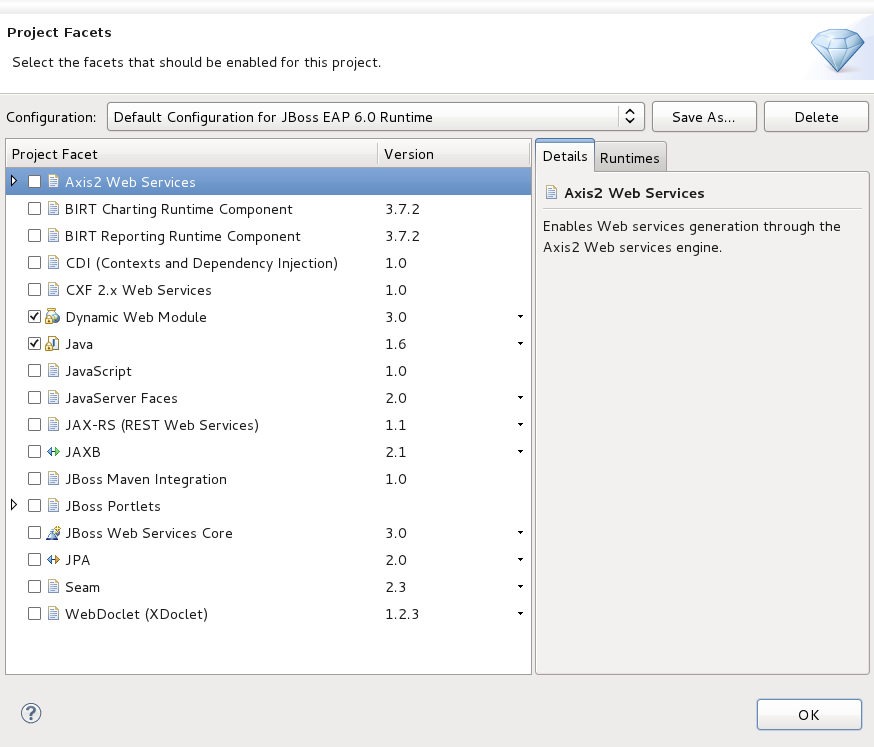 Project Facets
Select the facets that should be enabled for this project.
Configuration: Default Configuration for JBoss EAP 6.0 Runtime Save As... Delete
Project Facet Version
Axis2 Web Services
BIRT Charting Runtime Component 3.7.2
BIRT Reporting Runtime Component 3.7.2
CDI (Contexts and Dependency Injection) 1.0
CXF 2.x Web Services 1.0
Dynamic Web Module 3.0
Java 1.6
JavaScript 1.0
JavaServer Faces 2.0
JAX-RS (REST Web Services) 1.1
JAXB 2.1
JBoss Maven Integration 1.0
JBoss Portlets
JBoss Web Services Core 3.0
JPA 2.0
Seam 2.3
WebDoclet (XDoclet) 1.2.3
Details Runtimes
Axis2 Web Services
Enables Web services generation through the
Axis2 Web services engine.
?
OK